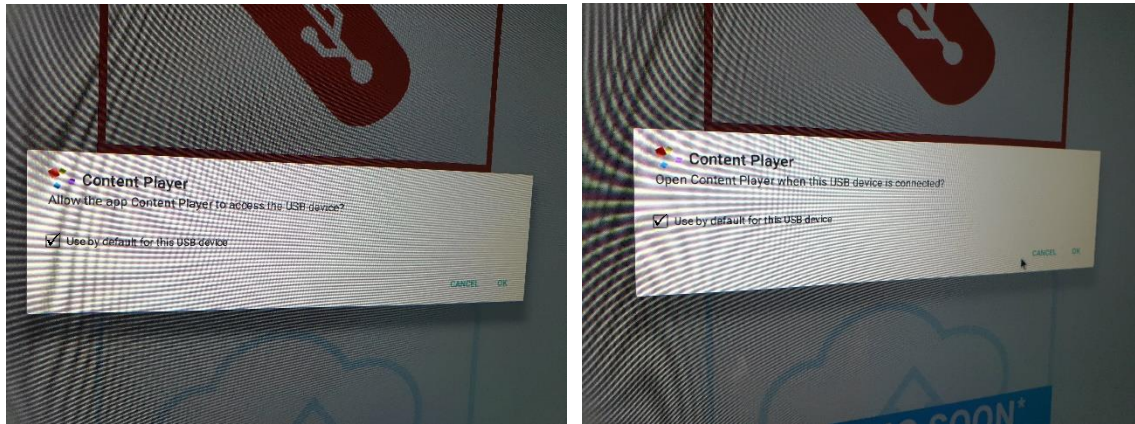 Content Player
Allow the app Content Player to access the USB device?
Use by default for this USB device
CANCEL OK
Content Player
Open Content Player when this USB device is connected?
Use by default for this USB device
CANCEL OK
SOON*